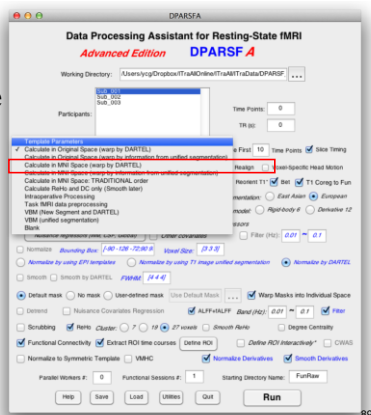 DPARSFA
Data Processing Assistant for Resting-State fMRI
Advanced Edition DPARSF A
Working Directory: /Users/ycg/Dropbox/ITraAllOnline/ITraAll/ITraData/DPARSF ...
Participants:
Sub_001
Sub_002
Sub_003
Time Points: 0
TR (s): 0
Template Parameters
Calculate in Original Space (warp by DARTEL)
Calculate in Original Space (warp by information from unified segmentation)
Calculate in MNI Space (warp by DARTEL)
Calculate in MNI Space (warp by information from unified segmentation)
Calculate in MNI Space: TRADITIONAL order
Calculate ReHo and DC only (Smooth later)
Intraoperative Processing
Task fMRI data preprocessing
VBM (New Segment and DARTEL)
VBM (unified segmentation)
Blank
e First 10 Time Points Slice Timing
Realign Voxel-Specific Head Motion
Reorient T1* Bet T1 Coreg to Fun
East Asian European
model: Rigid-body 6 Derivative 12
Other Covariates Filter (Hz): 0.01 ~ 0.1
Normalize Bounding Box: [-90 -126 -72;90 9 Voxel Size: [3 3 3]
Normalize by using EPI templates Normalize by using T1 image unified segmentation Normalize by DARTEL
Smooth Smooth by DARTEL FWHM: [4 4 4]
Default mask No mask User-defined mask Use Default Mask ... Warp Masks into Individual Space
Detrend Nuisance Covariates Regression ALFF+fALFF Band (Hz): 0.01 ~ 0.1 Filter
Scrubbing ReHo Cluster: 7 19 27 voxels Smooth ReHo Degree Centrality
Functional Connectivity Extract ROI time courses Define ROI Define ROI Interactively* CWAS
Normalize to Symmetric Template VMHC Normalize Derivatives Smooth Derivatives
Parallel Workers #: 0 Functional Sessions #: 1 Starting Directory Name: FunRaw
Help Save Load Utilities Quit Run